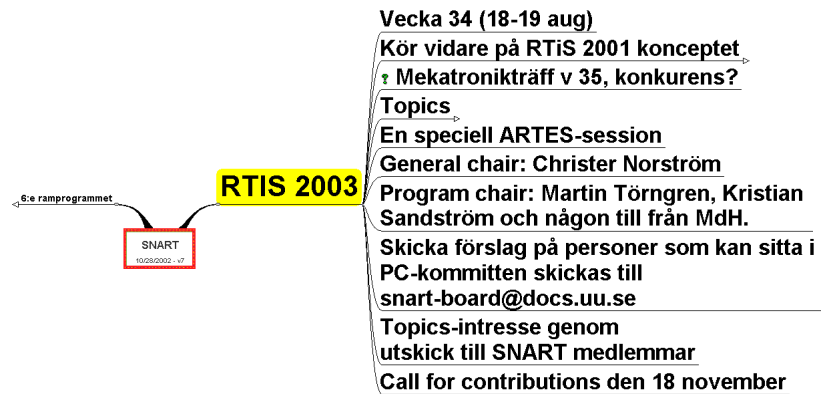 Vecka 34 (18-19 aug)
Kör vidare på RTiS 2001 konceptet
? Mekatronikträff v 35, konkurens?
Topics
En speciell ARTES-session
General chair: Christer Norström
RTIS 2003
Program chair: Martin Törngren, Kristian
Sandström och någon till från MdH.
6:e ramprogrammet
SNART
10/28/2002 - v7
Skicka förslag på personer som kan sitta i
PC-kommitten skickas till
snart-board@docs.uu.se
Topics-intresse genom
utskick till SNART medlemmar
Call for contributions den 18 november